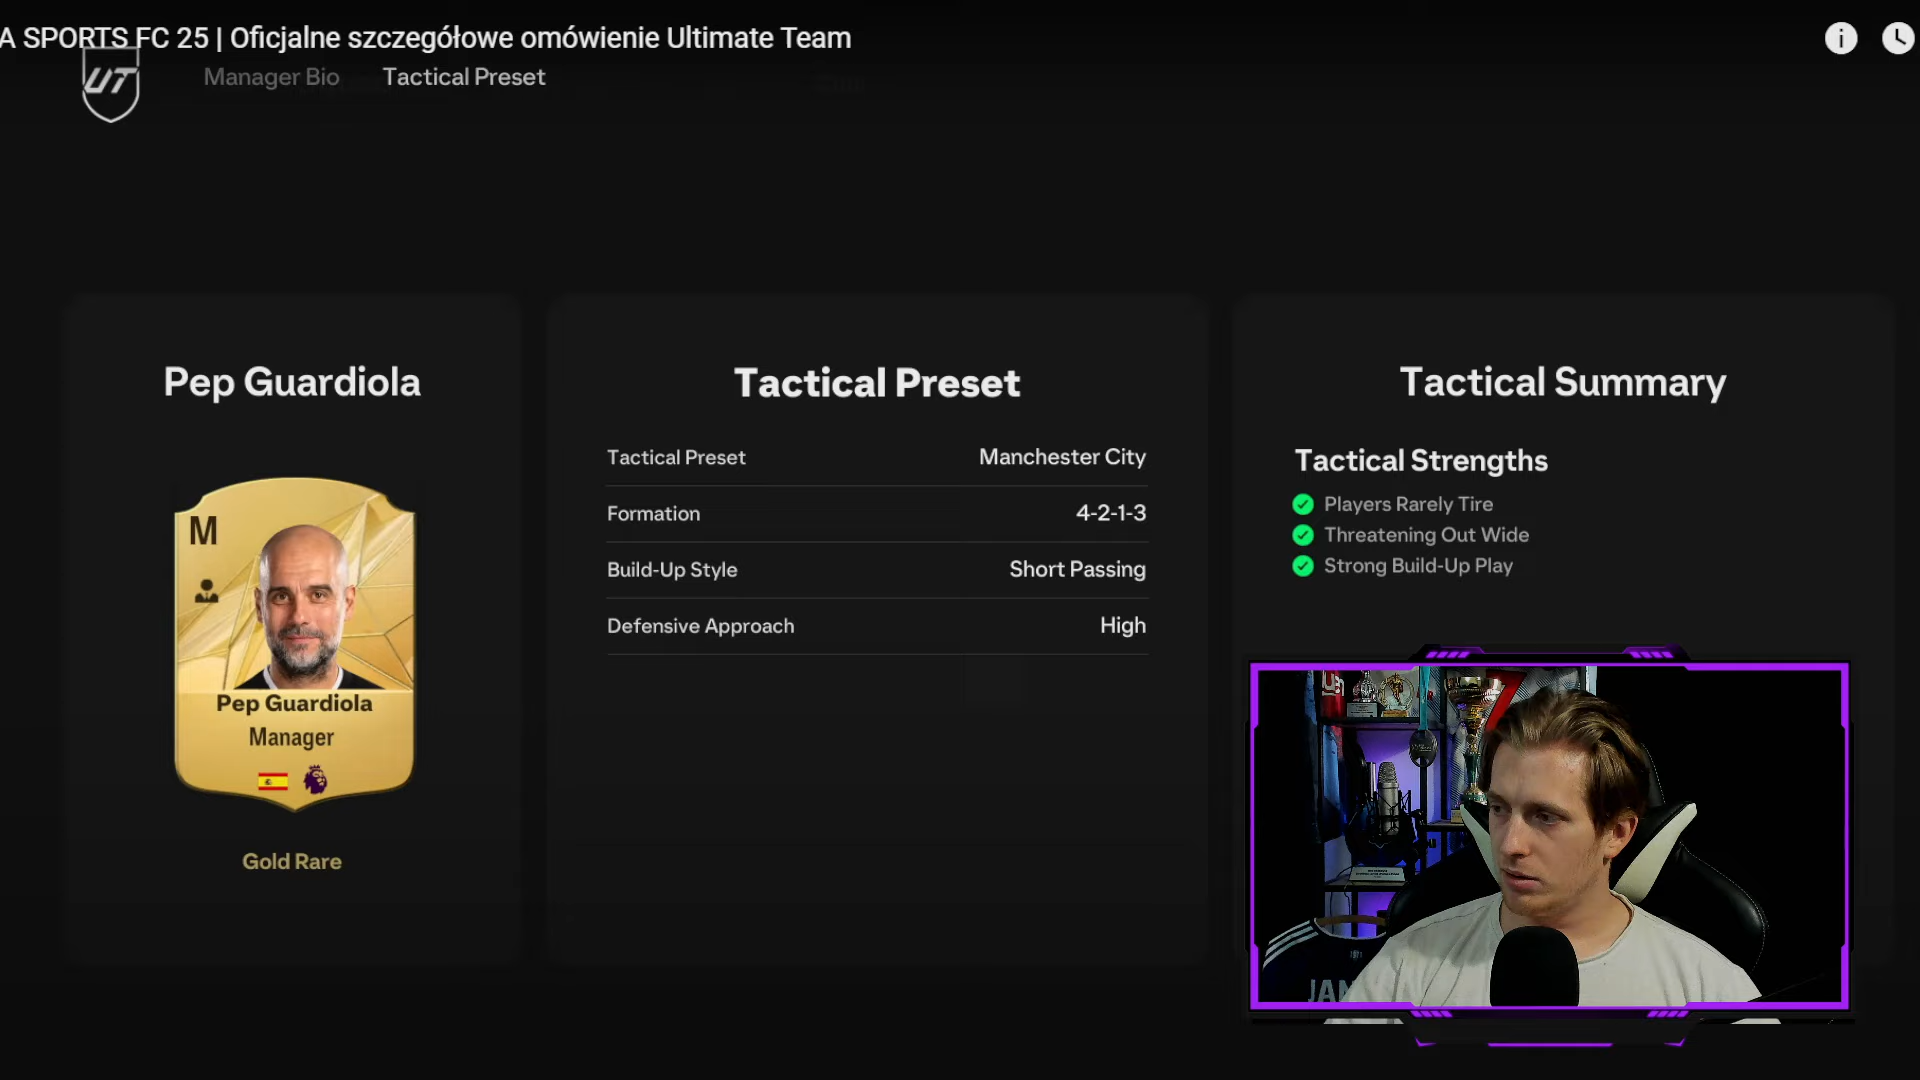 A SPORTS FC 25 | Oficjalne szczegółowe omówienie Ultimate Team
UT
Manager Bio
Tactical Preset
Pep Guardiola
M
Pep Guardiola
Manager
Gold Rare
Tactical Preset
Tactical Preset Manchester City
Formation 4-2-1-3
Build-Up Style Short Passing
Defensive Approach High
Tactical Summary
Tactical Strengths
Players Rarely Tire
Threatening Out Wide
Strong Build-Up Play
JAN